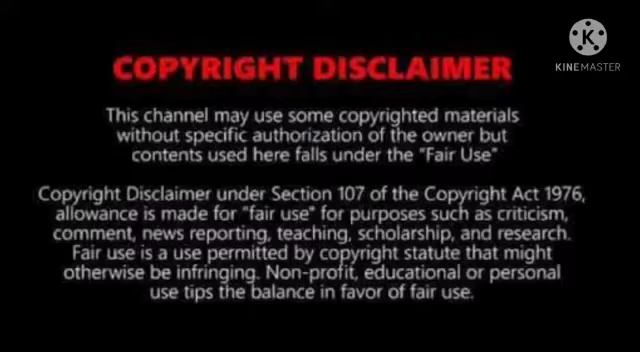 K
KINEMASTER
COPYRIGHT DISCLAIMER
This channel may use some copyrighted materials
without specific authorization of the owner but
contents used here falls under the "Fair Use"
Copyright Disclaimer under Section 107 of the Copyright Act 1976,
allowance is made for "fair use" for purposes such as criticism,
comment, news reporting, teaching, scholarship, and research.
Fair use is a use permitted by copyright statute that might
otherwise be infringing. Non-profit, educational or personal
use tips the balance in favor of fair use.